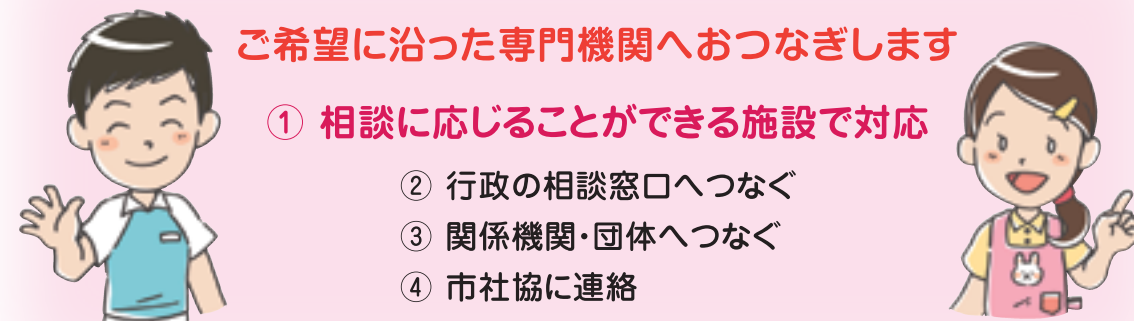 ご希望に沿った専門機関へおつなぎします
① 相談に応じることができる施設で対応
② 行政の相談窓口へつなぐ
③ 関係機関・団体へつなぐ
④ 市社協に連絡